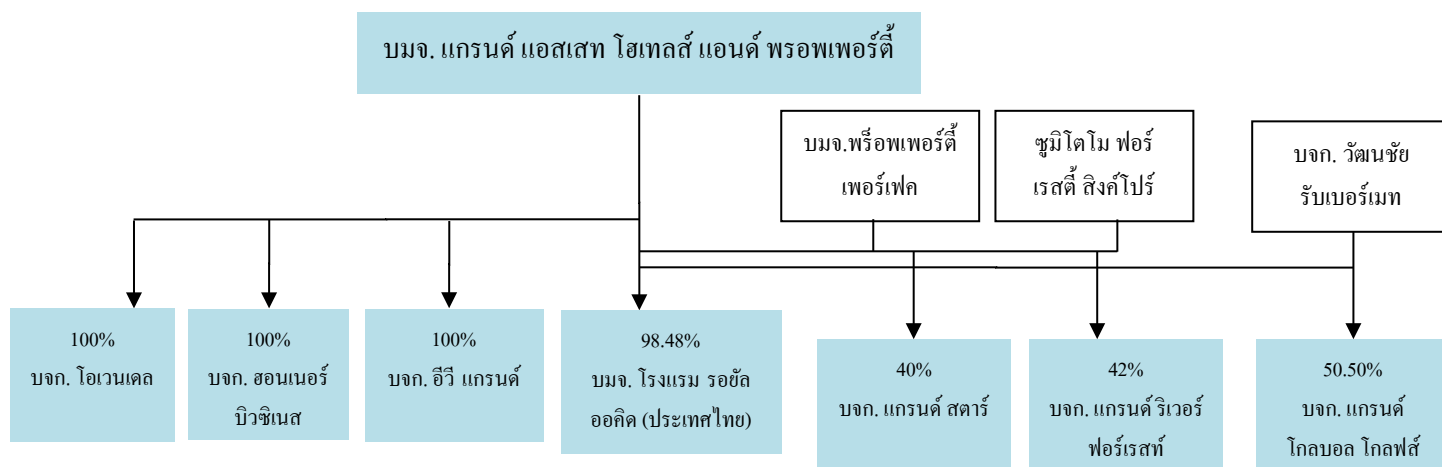 บมจ. แกรนด์ แอสเสท โฮเทลส์ แอนด์ พรอพเพอร์ตี้
บมจ.พร็อพเพอร์ตี้
เพอร์เฟค
ซูมิโตโม ฟอร์
เรสตี้ สิงค์โปร์
บจก. วัฒนชัย
รับเบอร์เมท
100%
บจก. โอเวนเดล
100%
บจก. ฮอนเนอร์
บิวซิเนส
100%
บจก. อีวี แกรนด์
98.48%
บมจ. โรงแรม รอยัล
ออคิด (ประเทศไทย)
40%
บจก. แกรนด์ สตาร์
42%
บจก. แกรนด์ ริเวอร์
ฟอร์เรสท์
50.50%
บจก. แกรนด์
โกลบอล โกลฟส์